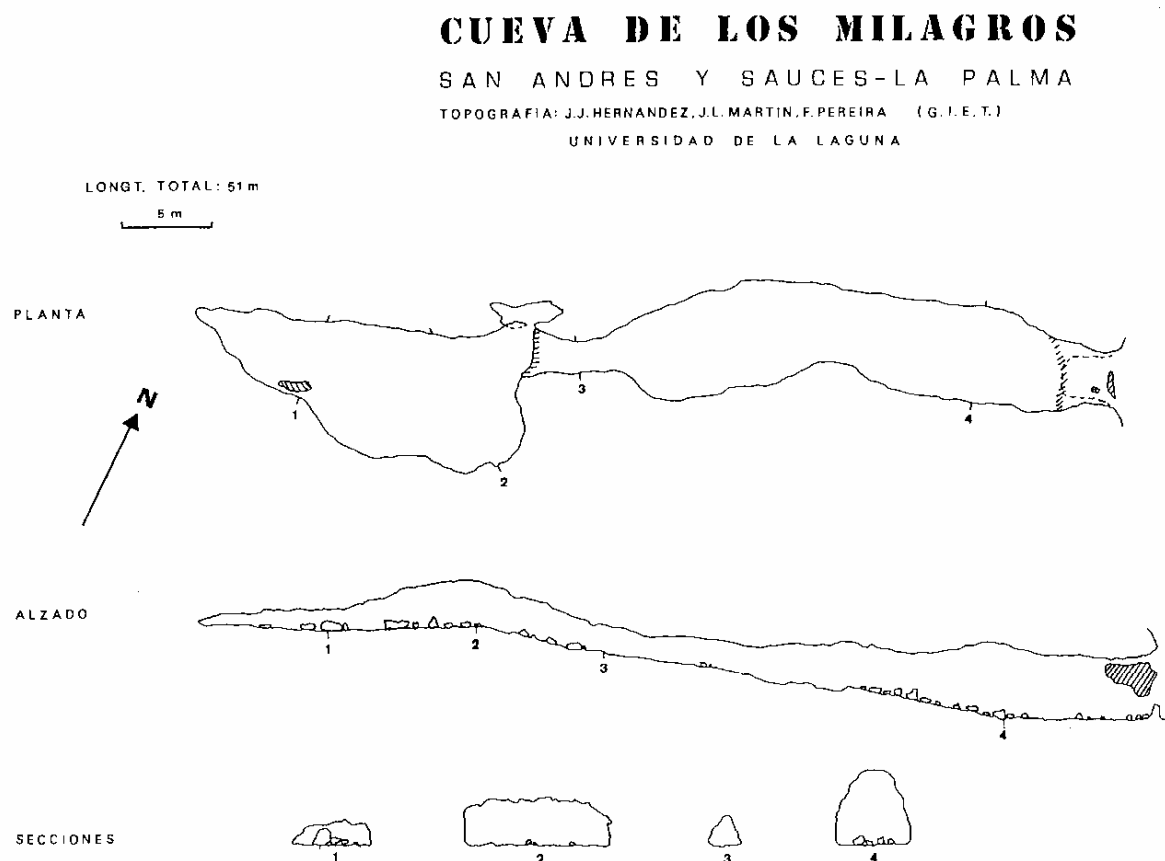 CUEVA DE LOS MILAGROS
SAN ANDRES Y SAUCES-LA PALMA
TOPOGRAFIA: J.J. HERNANDEZ, J.L. MARTIN, F. PEREIRA (G.I.E.T.)
UNIVERSIDAD DE LA LAGUNA
LONGT. TOTAL: 51 m
5 m
PLANTA
1
2
3
4
N
ALZADO
1
2
3
4
SECCIONES
1
2
3
4